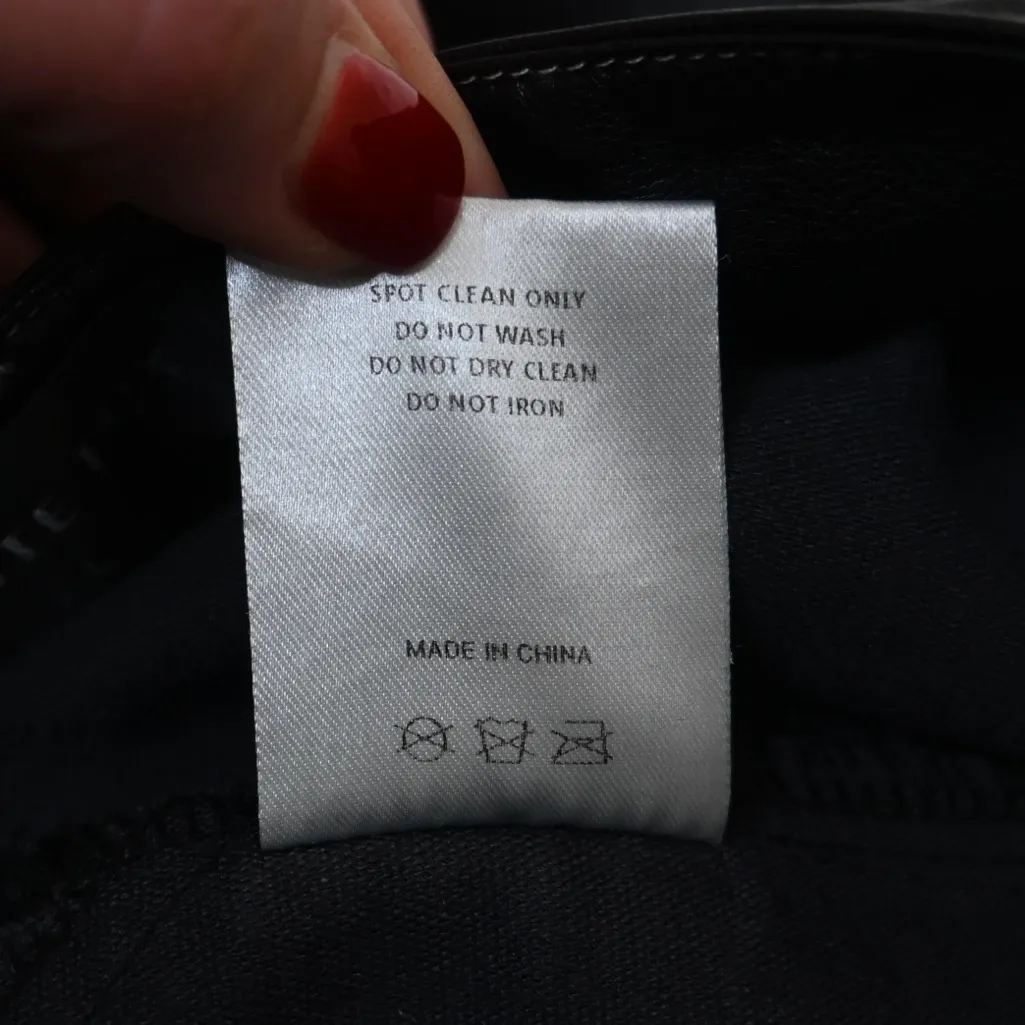 SPOT CLEAN ONLY
DO NOT WASH
DO NOT DRY CLEAN
DO NOT IRON
MADE IN CHINA